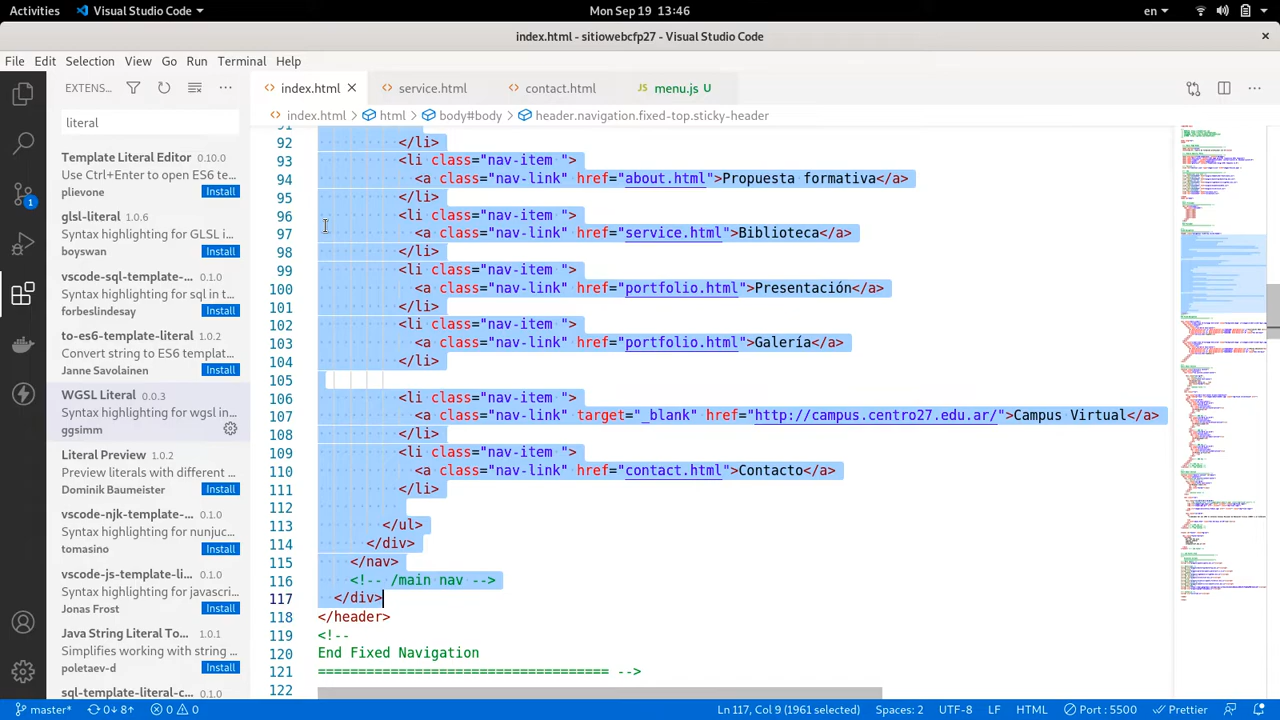 Activities Visual Studio Code Mon Sep 19 13:46 en
index.html - sitiowebcfp27 - Visual Studio Code
File Edit Selection View Go Run Terminal Help
EXTENS...
literal
Template Literal Editor 0.10.0
Use Ctrl+Enter to open ES6 te...
plievone Install
glsl-literal 1.0.6
Syntax highlighting for GLSL i...
boyswan Install
vscode-sql-template-... 0.1.0
Syntax highlighting for sql in t...
forbeslindesay Install
Syntax highlighting to ES6 templat...
Janne Savolainen Install
WGSL Literal 0.0.3
Syntax highlighting for wgsl in...
ggsimm
Literal Preview 1.0.2
Preview literals with different ...
Dominik Baumeister Install
vscode-njk-template-... 0.1.0
Syntax highlighting for nunjuc...
tomasino Install
vscode-js-template-li... 0.1.0
Syntax highlighting for javascri...
Install
Java String Literal To... 1.0.1
Simplifies working with string ...
poletaev-d Install
sql-template-literal-c... 0.1.0
1
index.html service.html contact.html JS menu.js U
index.html html body#body header.navigation.fixed-top.sticky-header
91
92 </li>
93 <li class="nav-item ">
94 <a class="nav-link" href="about.html">Propuesta formativa</a>
95 </li>
96 <li class="nav-item ">
97 <a class="nav-link" href="service.html">Biblioteca</a>
98 </li>
99 <li class="nav-item ">
100 <a class="nav-link" href="portfolio.html">Presentación</a>
101 </li>
102 <li class="nav-item ">
103 <a class="nav-link" href="portfolio.html">Galeria</a>
104 </li>
105
106 <li class="nav-item ">
107 <a class="nav-link" target="_blank" href="http://campus.centro27.edu.ar/">Campus Virtual</a>
108 </li>
109 <li class="nav-item ">
110 <a class="nav-link" href="contact.html">Contacto</a>
111 </li>
112
113 </ul>
114 </div>
115 </nav>
116 <!-- /main nav -->
117 </div>
118 </header>
119 <!--
120 End Fixed Navigation
121 ==================================== -->
122
master* 0↓ 8↑ 0 0 Ln 117, Col 9 (1961 selected) Spaces: 2 UTF-8 LF HTML Port : 5500 Prettier